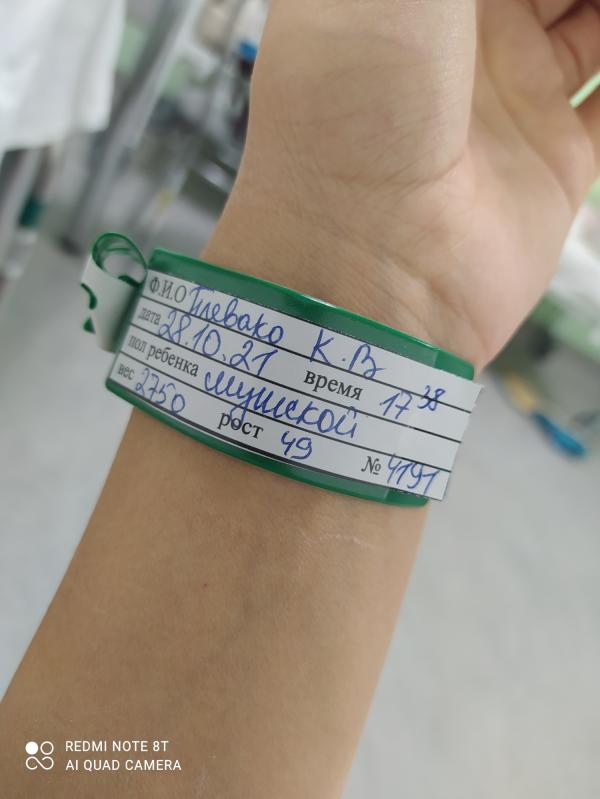 Ф.И.О Плевако К.В
дата 28.10.21 время 17 38
пол ребенка мужской
вес 2750 рост 49 № 4191
REDMI NOTE 8T
AI QUAD CAMERA